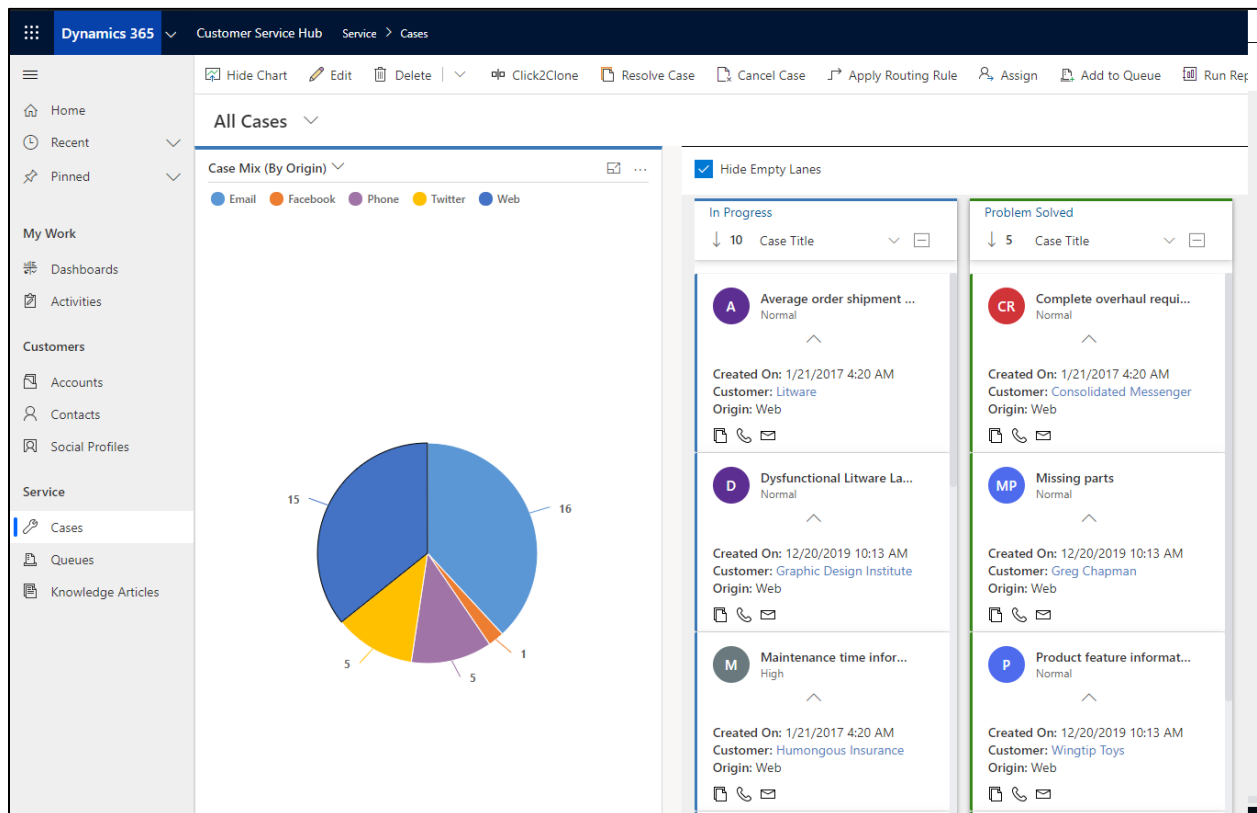 Dynamics 365 Customer Service Hub Service > Cases
Hide Chart Edit Delete Click2Clone Resolve Case Cancel Case Apply Routing Rule Assign Add to Queue Run Rep
Home
Recent
Pinned
My Work
Dashboards
Activities
Customers
Accounts
Contacts
Social Profiles
Service
Cases
Queues
Knowledge Articles
All Cases
Case Mix (By Origin)
Email Facebook Phone Twitter Web
15
16
1
5
5
Hide Empty Lanes
In Progress
10 Case Title
A
Average order shipment ...
Normal
Created On: 1/21/2017 4:20 AM
Customer: Litware
Origin: Web
D
Dysfunctional Litware La...
Normal
Created On: 12/20/2019 10:13 AM
Customer: Graphic Design Institute
Origin: Web
M
Maintenance time infor...
High
Created On: 1/21/2017 4:20 AM
Customer: Humongous Insurance
Origin: Web
Problem Solved
5 Case Title
CR
Complete overhaul requi...
Normal
Created On: 1/21/2017 4:20 AM
Customer: Consolidated Messenger
Origin: Web
MP
Missing parts
Normal
Created On: 12/20/2019 10:13 AM
Customer: Greg Chapman
Origin: Web
P
Product feature informat...
Normal
Created On: 12/20/2019 10:13 AM
Customer: Wingtip Toys
Origin: Web